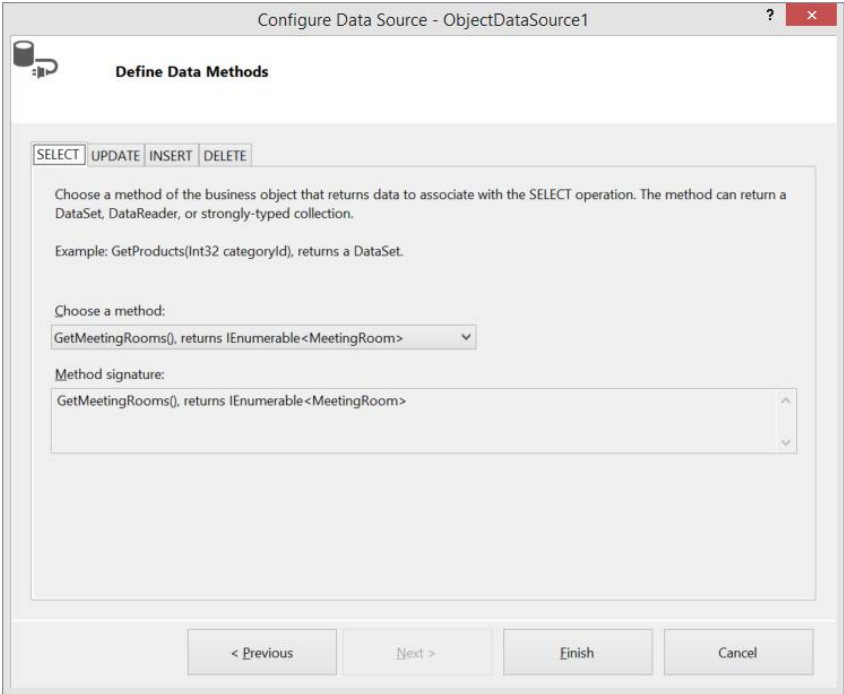 Configure Data Source - ObjectDataSource1
?
Define Data Methods
SELECT UPDATE INSERT DELETE
Choose a method of the business object that returns data to associate with the SELECT operation. The method can return a
DataSet, DataReader, or strongly-typed collection.
Example: GetProducts(Int32 categoryId), returns a DataSet.
Choose a method:
GetMeetingRooms(), returns IEnumerable<MeetingRoom>
Method signature:
GetMeetingRooms(), returns IEnumerable<MeetingRoom>
< Previous Next > Finish Cancel